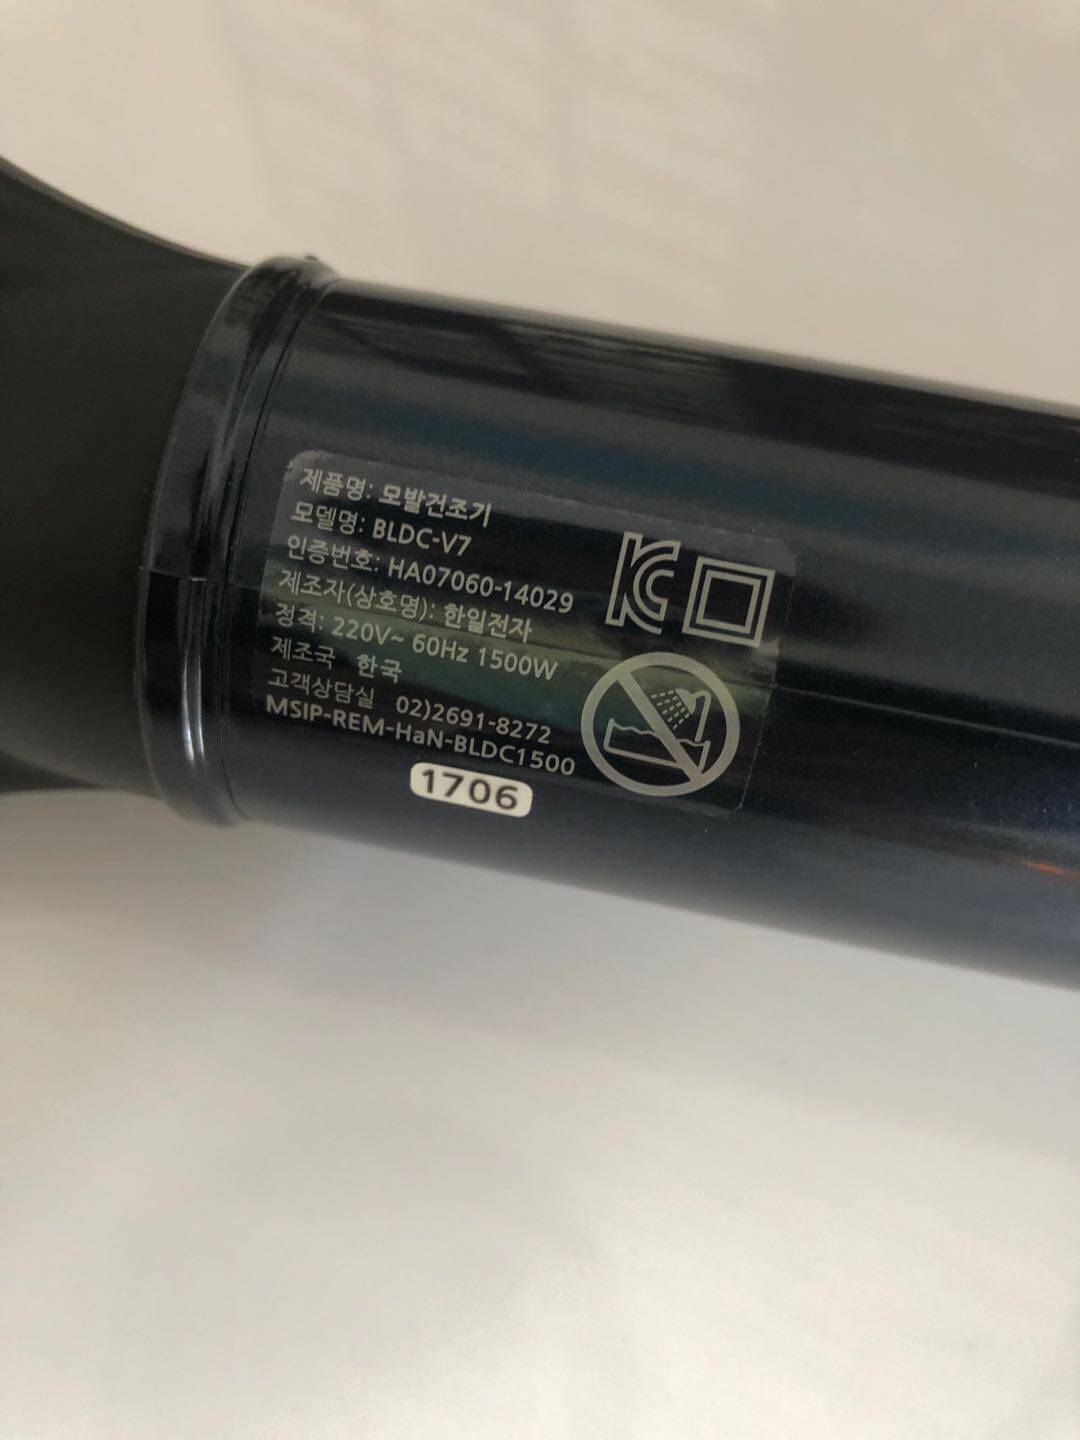 제품명: 모발건조기
모델명: BLDC-V7
인증번호: HA07060-14029
제조자(상호명): 한일전자
정격: 220V~ 60Hz 1500W
제조국 한국
고객상담실 02)2691-8272
MSIP-REM-HaN-BLDC1500
1706
KC